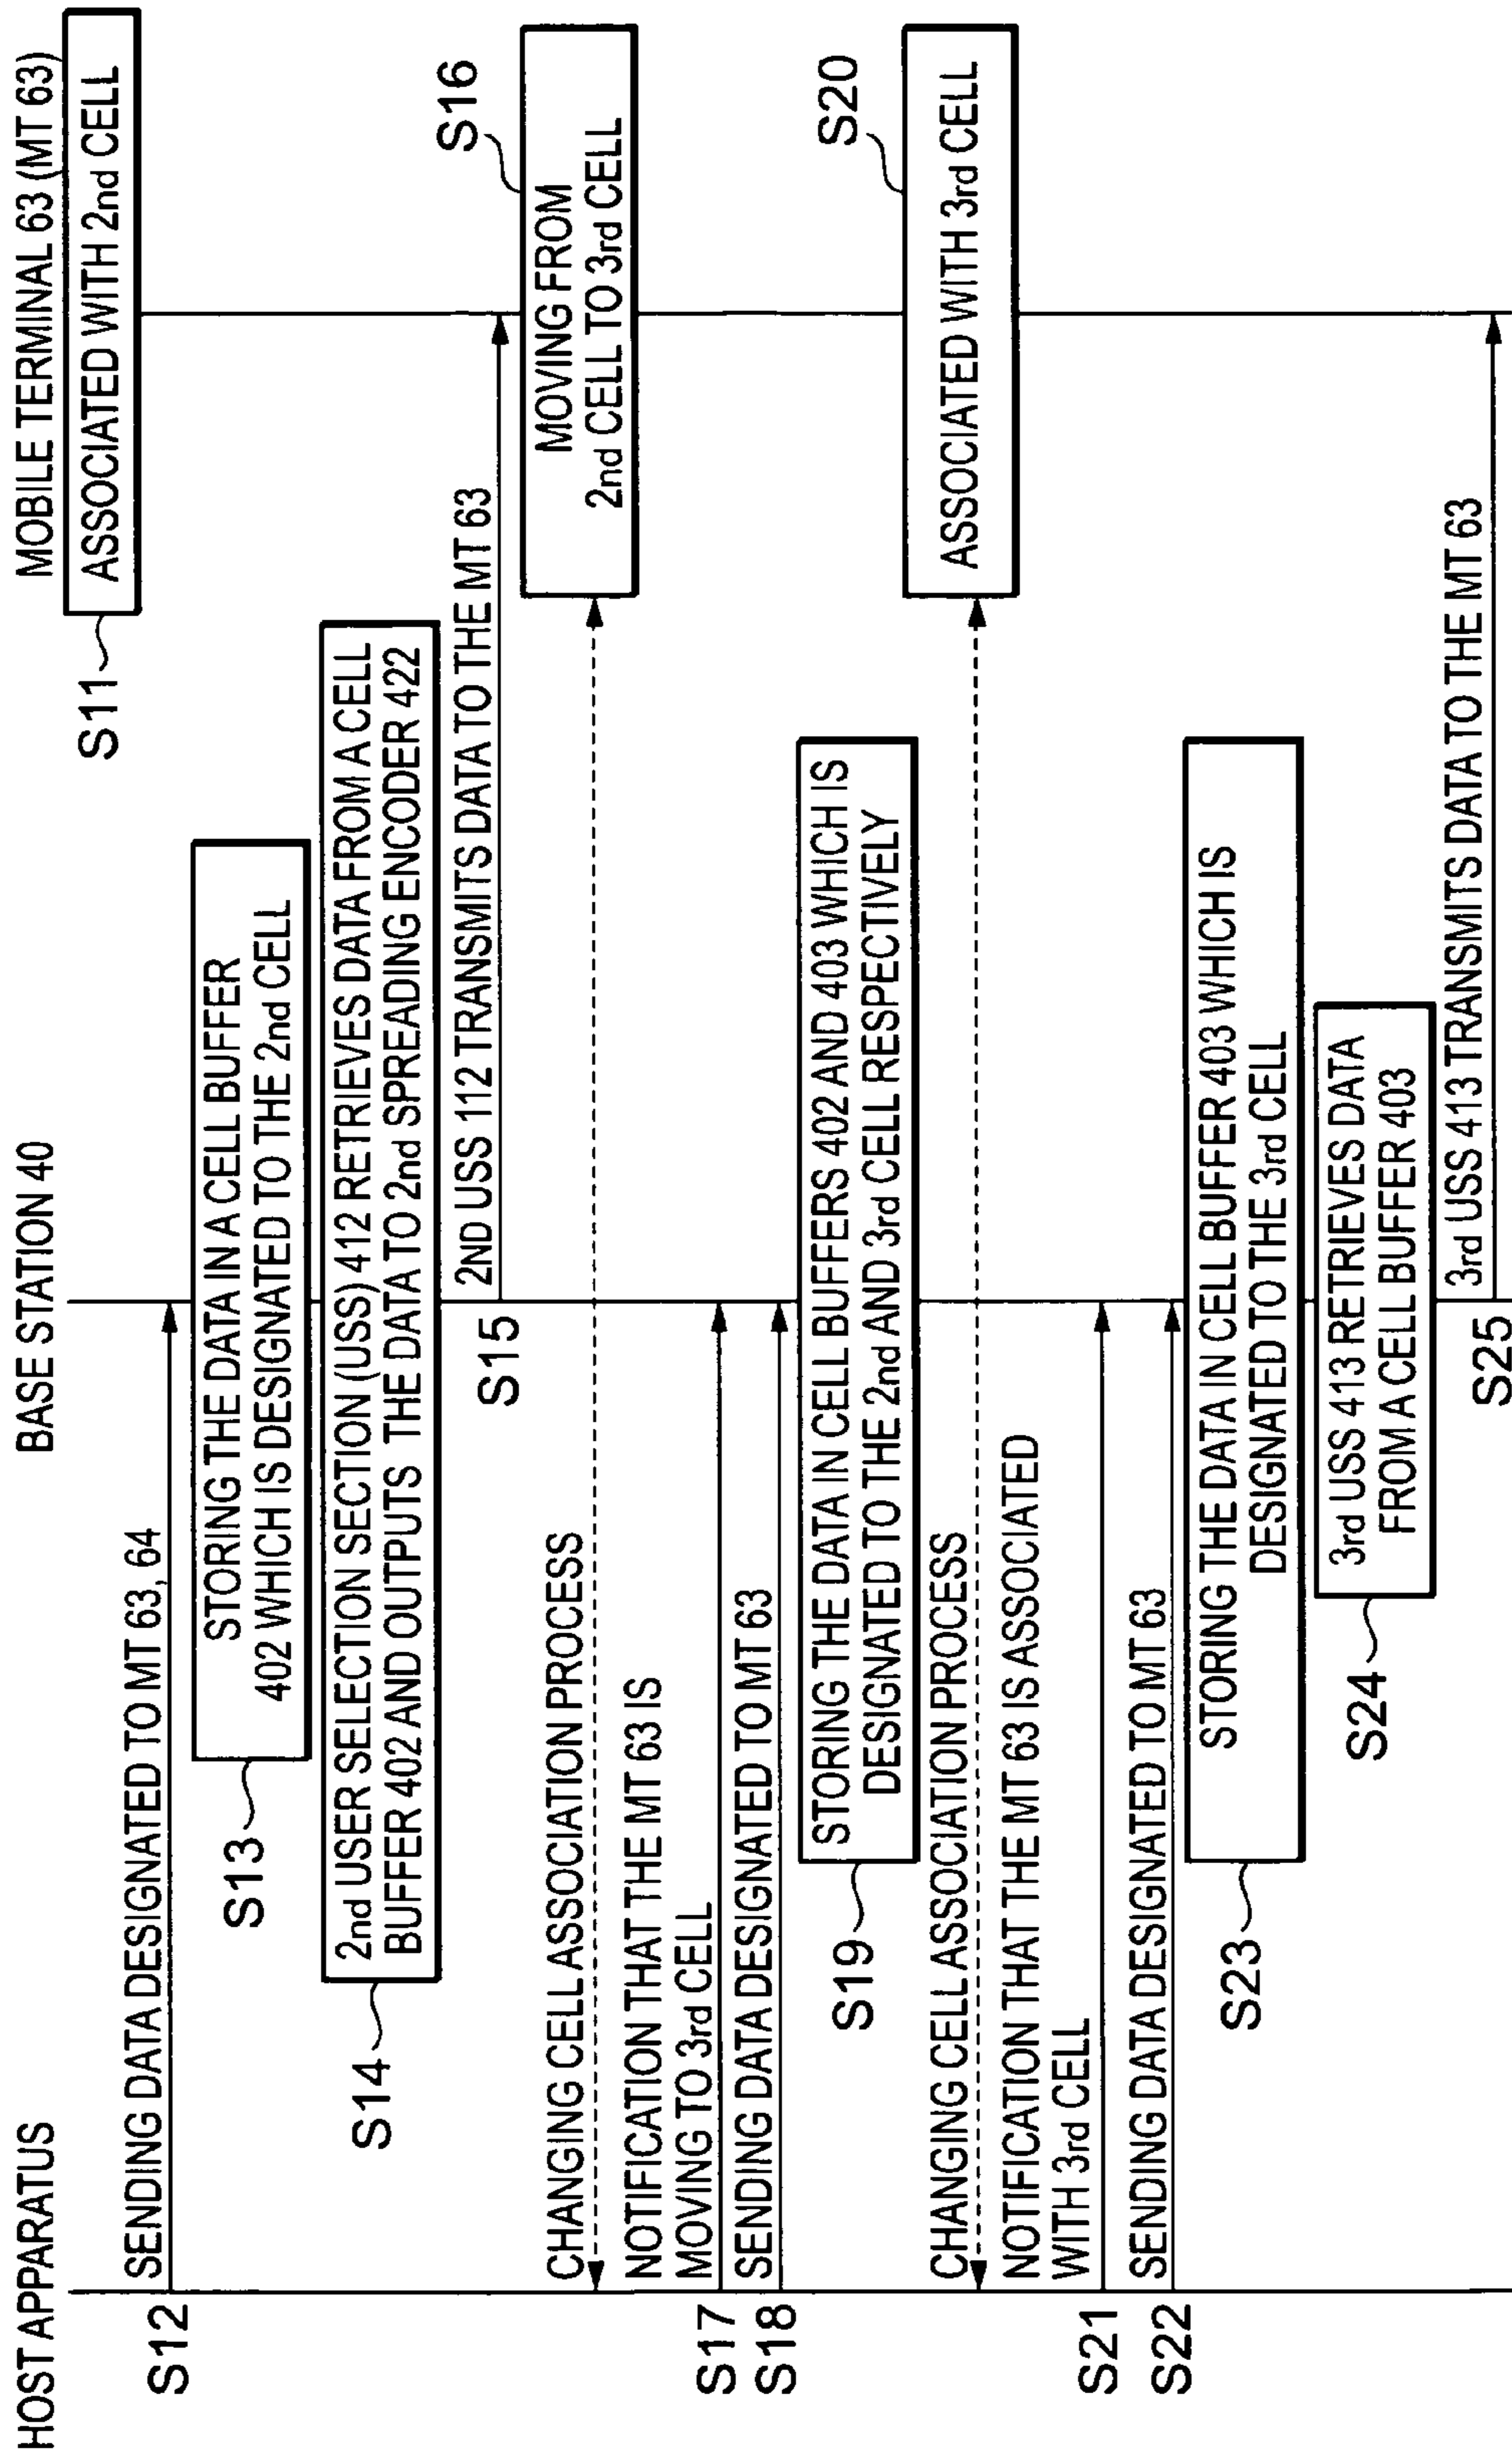 HOST APPARATUS
BASE STATION 40
MOBILE TERMINAL 63 (MT 63)
S11
ASSOCIATED WITH 2nd CELL
S12
SENDING DATA DESIGNATED TO MT 63, 64
S13
STORING THE DATA IN A CELL BUFFER
402 WHICH IS DESIGNATED TO THE 2nd CELL
S14
2nd USER SELECTION SECTION (USS) 412 RETRIEVES DATA FROM A CELL
BUFFER 402 AND OUTPUTS THE DATA TO 2nd SPREADING ENCODER 422
S15
2ND USS 112 TRANSMITS DATA TO THE MT 63
S16
MOVING FROM
2nd CELL TO 3rd CELL
CHANGING CELL ASSOCIATION PROCESS
S17
NOTIFICATION THAT THE MT 63 IS
MOVING TO 3rd CELL
S18
SENDING DATA DESIGNATED TO MT 63
S19
STORING THE DATA IN CELL BUFFERS 402 AND 403 WHICH IS
DESIGNATED TO THE 2nd AND 3rd CELL RESPECTIVELY
S20
ASSOCIATED WITH 3rd CELL
CHANGING CELL ASSOCIATION PROCESS
S21
NOTIFICATION THAT THE MT 63 IS ASSOCIATED
WITH 3rd CELL
S22
SENDING DATA DESIGNATED TO MT 63
S23
STORING THE DATA IN CELL BUFFER 403 WHICH IS
DESIGNATED TO THE 3rd CELL
S24
3rd USS 413 RETRIEVES DATA
FROM A CELL BUFFER 403
S25
3rd USS 413 TRANSMITS DATA TO THE MT 63